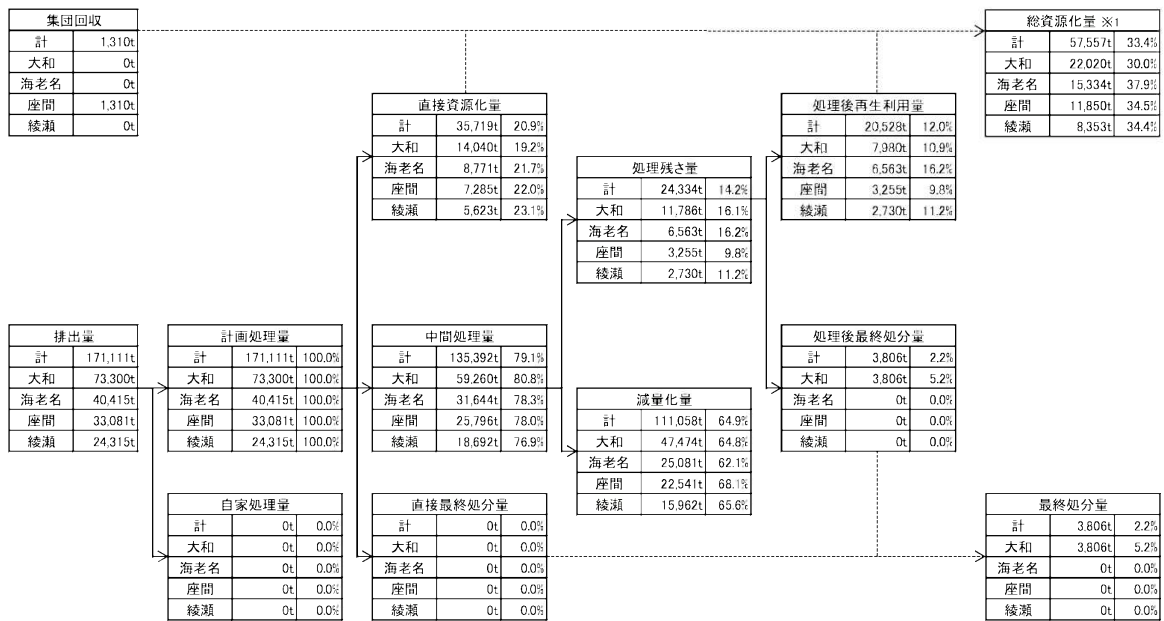 集団回収
計 1,310t
大和 0t
海老名 0t
座間 1,310t
綾瀬 0t
総資源化量 ※1
計 57,557t 33.4%
大和 22,020t 30.0%
海老名 15,334t 37.9%
座間 11,850t 34.5%
綾瀬 8,353t 34.4%
直接資源化量
計 35,719t 20.9%
大和 14,040t 19.2%
海老名 8,771t 21.7%
座間 7,285t 22.0%
綾瀬 5,623t 23.1%
処理後再生利用量
計 20,528t 12.0%
大和 7,980t 10.9%
海老名 6,563t 16.2%
座間 3,255t 9.8%
綾瀬 2,730t 11.2%
処理残さ量
計 24,334t 14.2%
大和 11,786t 16.1%
海老名 6,563t 16.2%
座間 3,255t 9.8%
綾瀬 2,730t 11.2%
排出量
計 171,111t
大和 73,300t
海老名 40,415t
座間 33,081t
綾瀬 24,315t
計画処理量
計 171,111t 100.0%
大和 73,300t 100.0%
海老名 40,415t 100.0%
座間 33,081t 100.0%
綾瀬 24,315t 100.0%
中間処理量
計 135,392t 79.1%
大和 59,260t 80.8%
海老名 31,644t 78.3%
座間 25,796t 78.0%
綾瀬 18,692t 76.9%
処理後最終処分量
計 3,806t 2.2%
大和 3,806t 5.2%
海老名 0t 0.0%
座間 0t 0.0%
綾瀬 0t 0.0%
減量化量
計 111,058t 64.9%
大和 47,474t 64.8%
海老名 25,081t 62.1%
座間 22,541t 68.1%
綾瀬 15,962t 65.6%
自家処理量
計 0t 0.0%
大和 0t 0.0%
海老名 0t 0.0%
座間 0t 0.0%
綾瀬 0t 0.0%
直接最終処分量
計 0t 0.0%
大和 0t 0.0%
海老名 0t 0.0%
座間 0t 0.0%
綾瀬 0t 0.0%
最終処分量
計 3,806t 2.2%
大和 3,806t 5.2%
海老名 0t 0.0%
座間 0t 0.0%
綾瀬 0t 0.0%